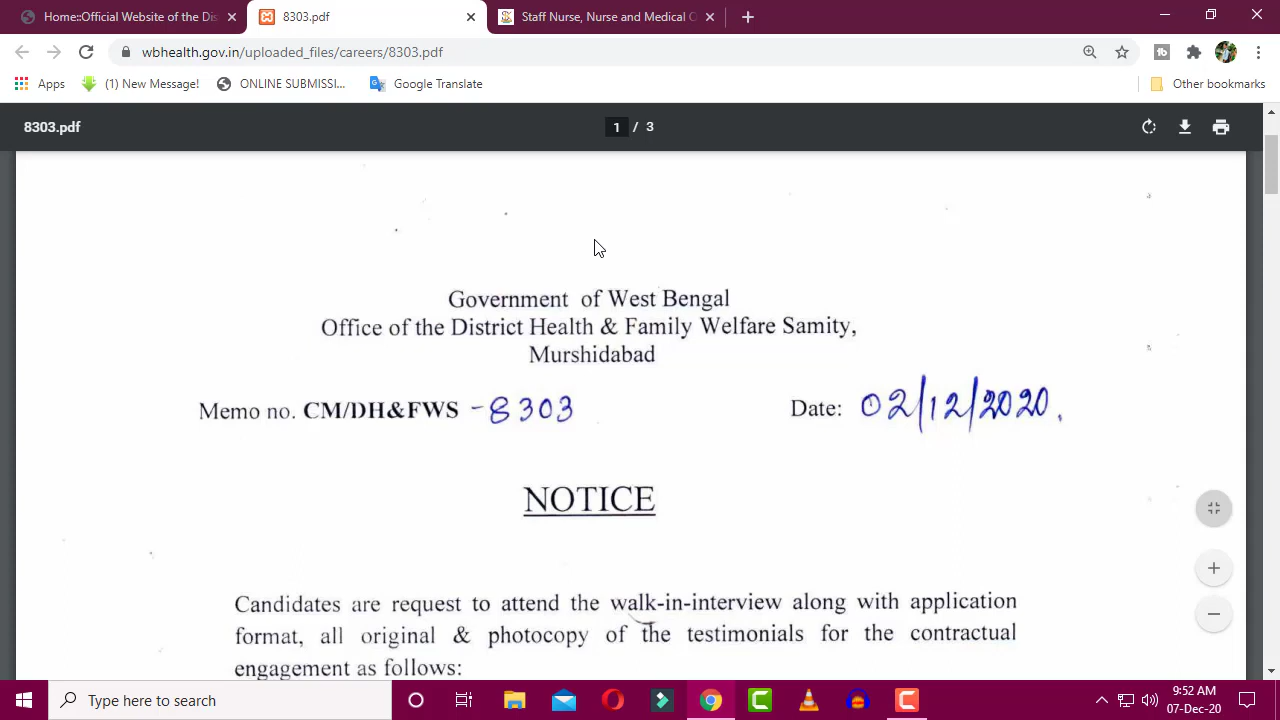 Home::Official Website of the Dis
8303.pdf
Staff Nurse, Nurse and Medical O
wbhealth.gov.in/uploaded_files/careers/8303.pdf
Apps
(1) New Message!
ONLINE SUBMISSI...
Google Translate
Other bookmarks
8303.pdf
1 / 3
Government of West Bengal
Office of the District Health & Family Welfare Samity,
Murshidabad
Memo no. CM/DH&FWS -8303 Date: 02/12/2020.
NOTICE
Candidates are request to attend the walk-in-interview along with application
format, all original & photocopy of the testimonials for the contractual
engagement as follows:
Type here to search
9:52 AM
07-Dec-20